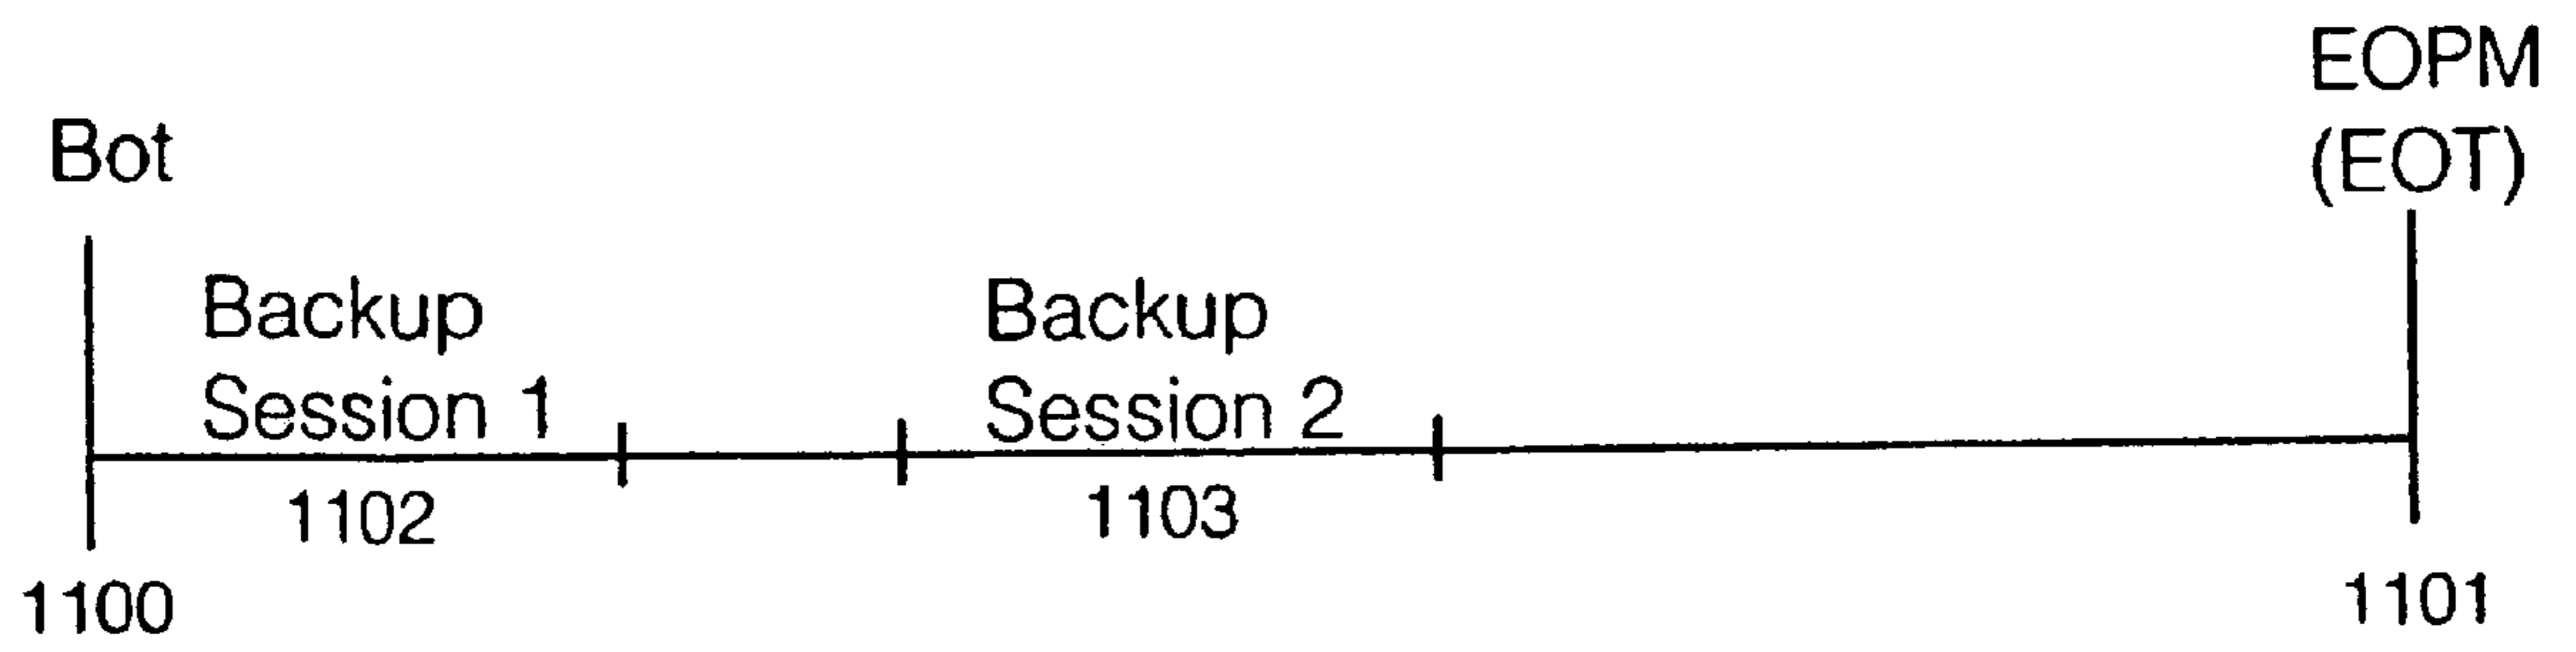 EOPM
(EOT)
Bot
Backup
Session 1
Backup
Session 2
1102
1103
1100
1101